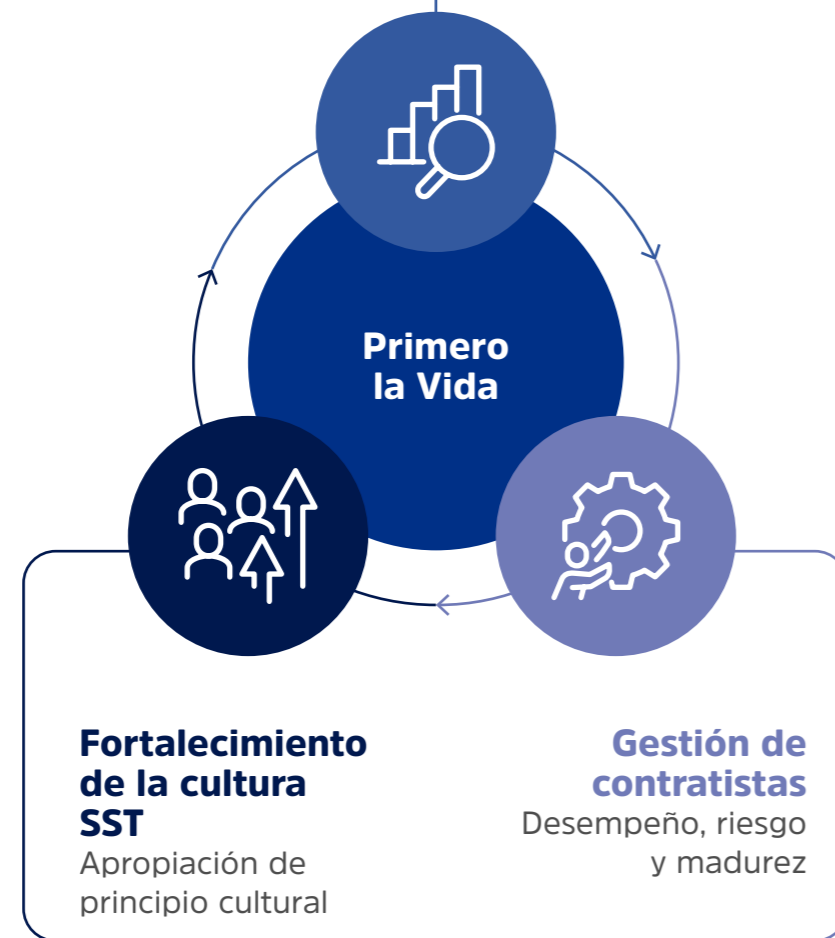 Primero
la Vida
Fortalecimiento
de la cultura
SST
Apropiación de
principio cultural
Gestión de
contratistas
Desempeño, riesgo
y madurez